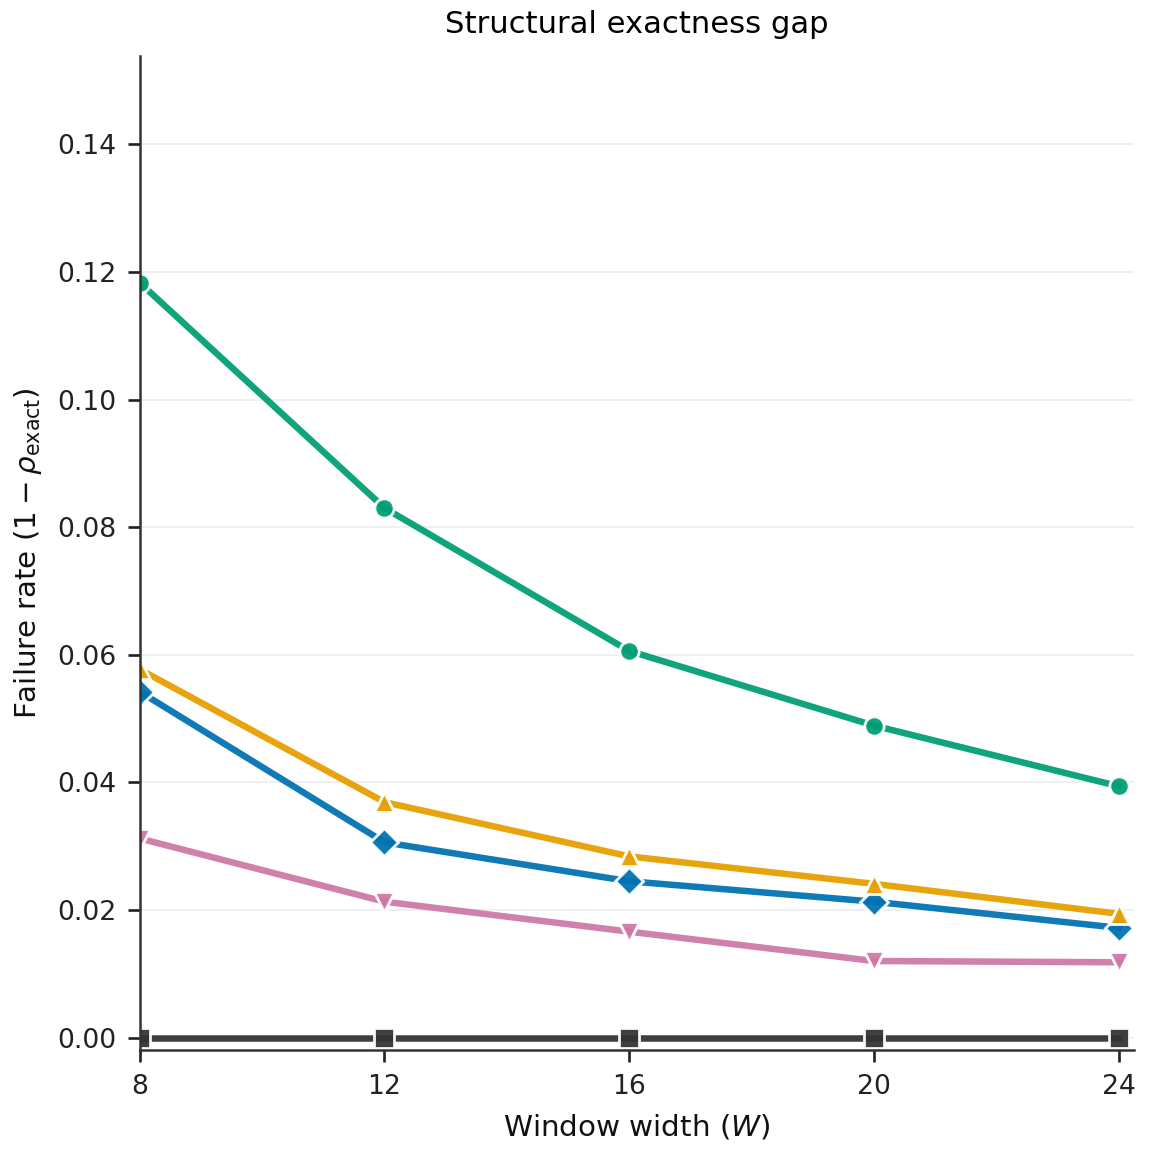 Structural exactness gap
0.14
0.12
0.10
0.08
0.06
0.04
0.02
0.00
Failure rate (1 − ρexact)
8 12 16 20 24
Window width (W)